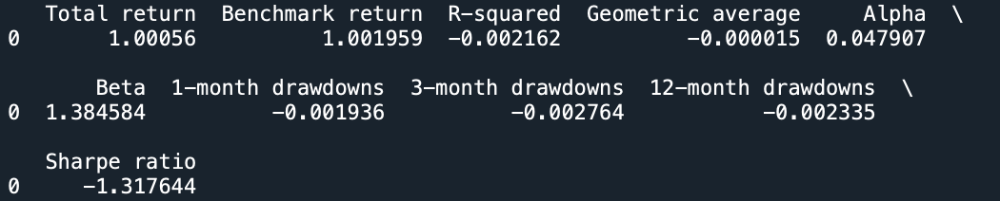 Total return Benchmark return R-squared Geometric average Alpha \
0 1.00056 1.001959 -0.002162 -0.000015 0.047907
Beta 1-month drawdowns 3-month drawdowns 12-month drawdowns \
0 1.384584 -0.001936 -0.002764 -0.002335
Sharpe ratio
0 -1.317644